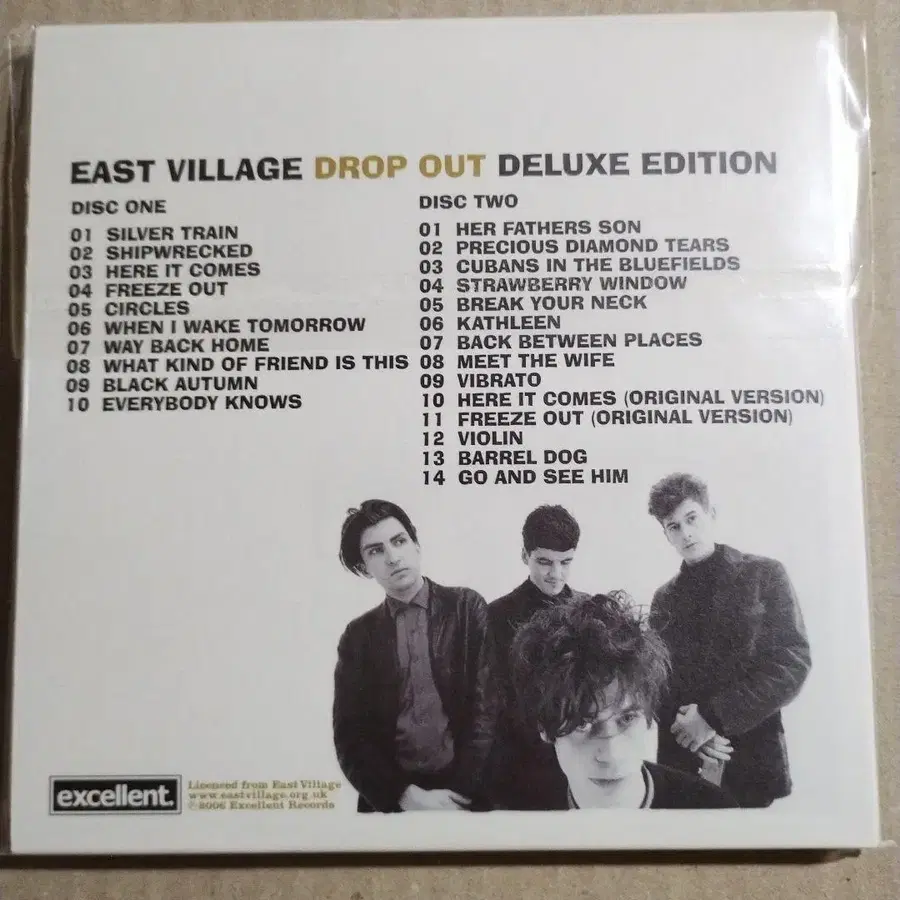 EAST VILLAGE DROP OUT DELUXE EDITION
DISC ONE
01 SILVER TRAIN
02 SHIPWRECKED
03 HERE IT COMES
04 FREEZE OUT
05 CIRCLES
06 WHEN I WAKE TOMORROW
07 WAY BACK HOME
08 WHAT KIND OF FRIEND IS THIS
09 BLACK AUTUMN
10 EVERYBODY KNOWS
DISC TWO
01 HER FATHERS SON
02 PRECIOUS DIAMOND TEARS
03 CUBANS IN THE BLUEFIELDS
04 STRAWBERRY WINDOW
05 BREAK YOUR NECK
06 KATHLEEN
07 BACK BETWEEN PLACES
08 MEET THE WIFE
09 VIBRATO
10 HERE IT COMES (ORIGINAL VERSION)
11 FREEZE OUT (ORIGINAL VERSION)
12 VIOLIN
13 BARREL DOG
14 GO AND SEE HIM
excellent.
Licenced from East Village
www.eastvillage.org.uk
©2006 Excellent Records